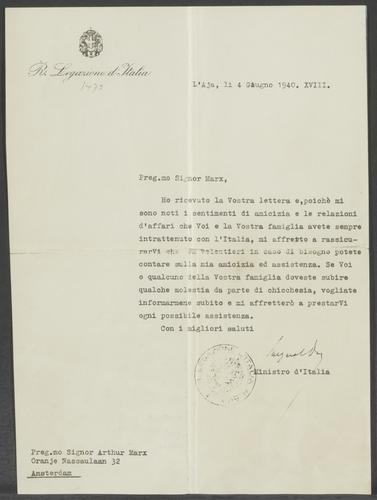 R. Legazione d'Italia
L'Aja, li 4 Giugno 1940. XVIII.
Preg.mo Signor Marx,
Ho ricevuto la Vostra lettera e,poichè mi
sono noti i sentimenti di amicizia e le relazioni
d'affari che Voi e la Vostra famiglia avete sempre
intrattenuto con l'Italia, mi affretto a rassicu-
rarVi che volentieri in caso di bisogno potete
contare sulla mia amicizia ed assistenza. Se Voi
o qualcuno della Vostra famiglia doveste subire
qualche molestia da parte di chicchesia, vogliate
informarmene subito e mi affretterò a prestarVi
ogni possibile assistenza.
Con i migliori saluti
Ministro d'Italia
Preg.mo Signor Arthur Marx
Oranje Nassaulaan 32
Amsterdam